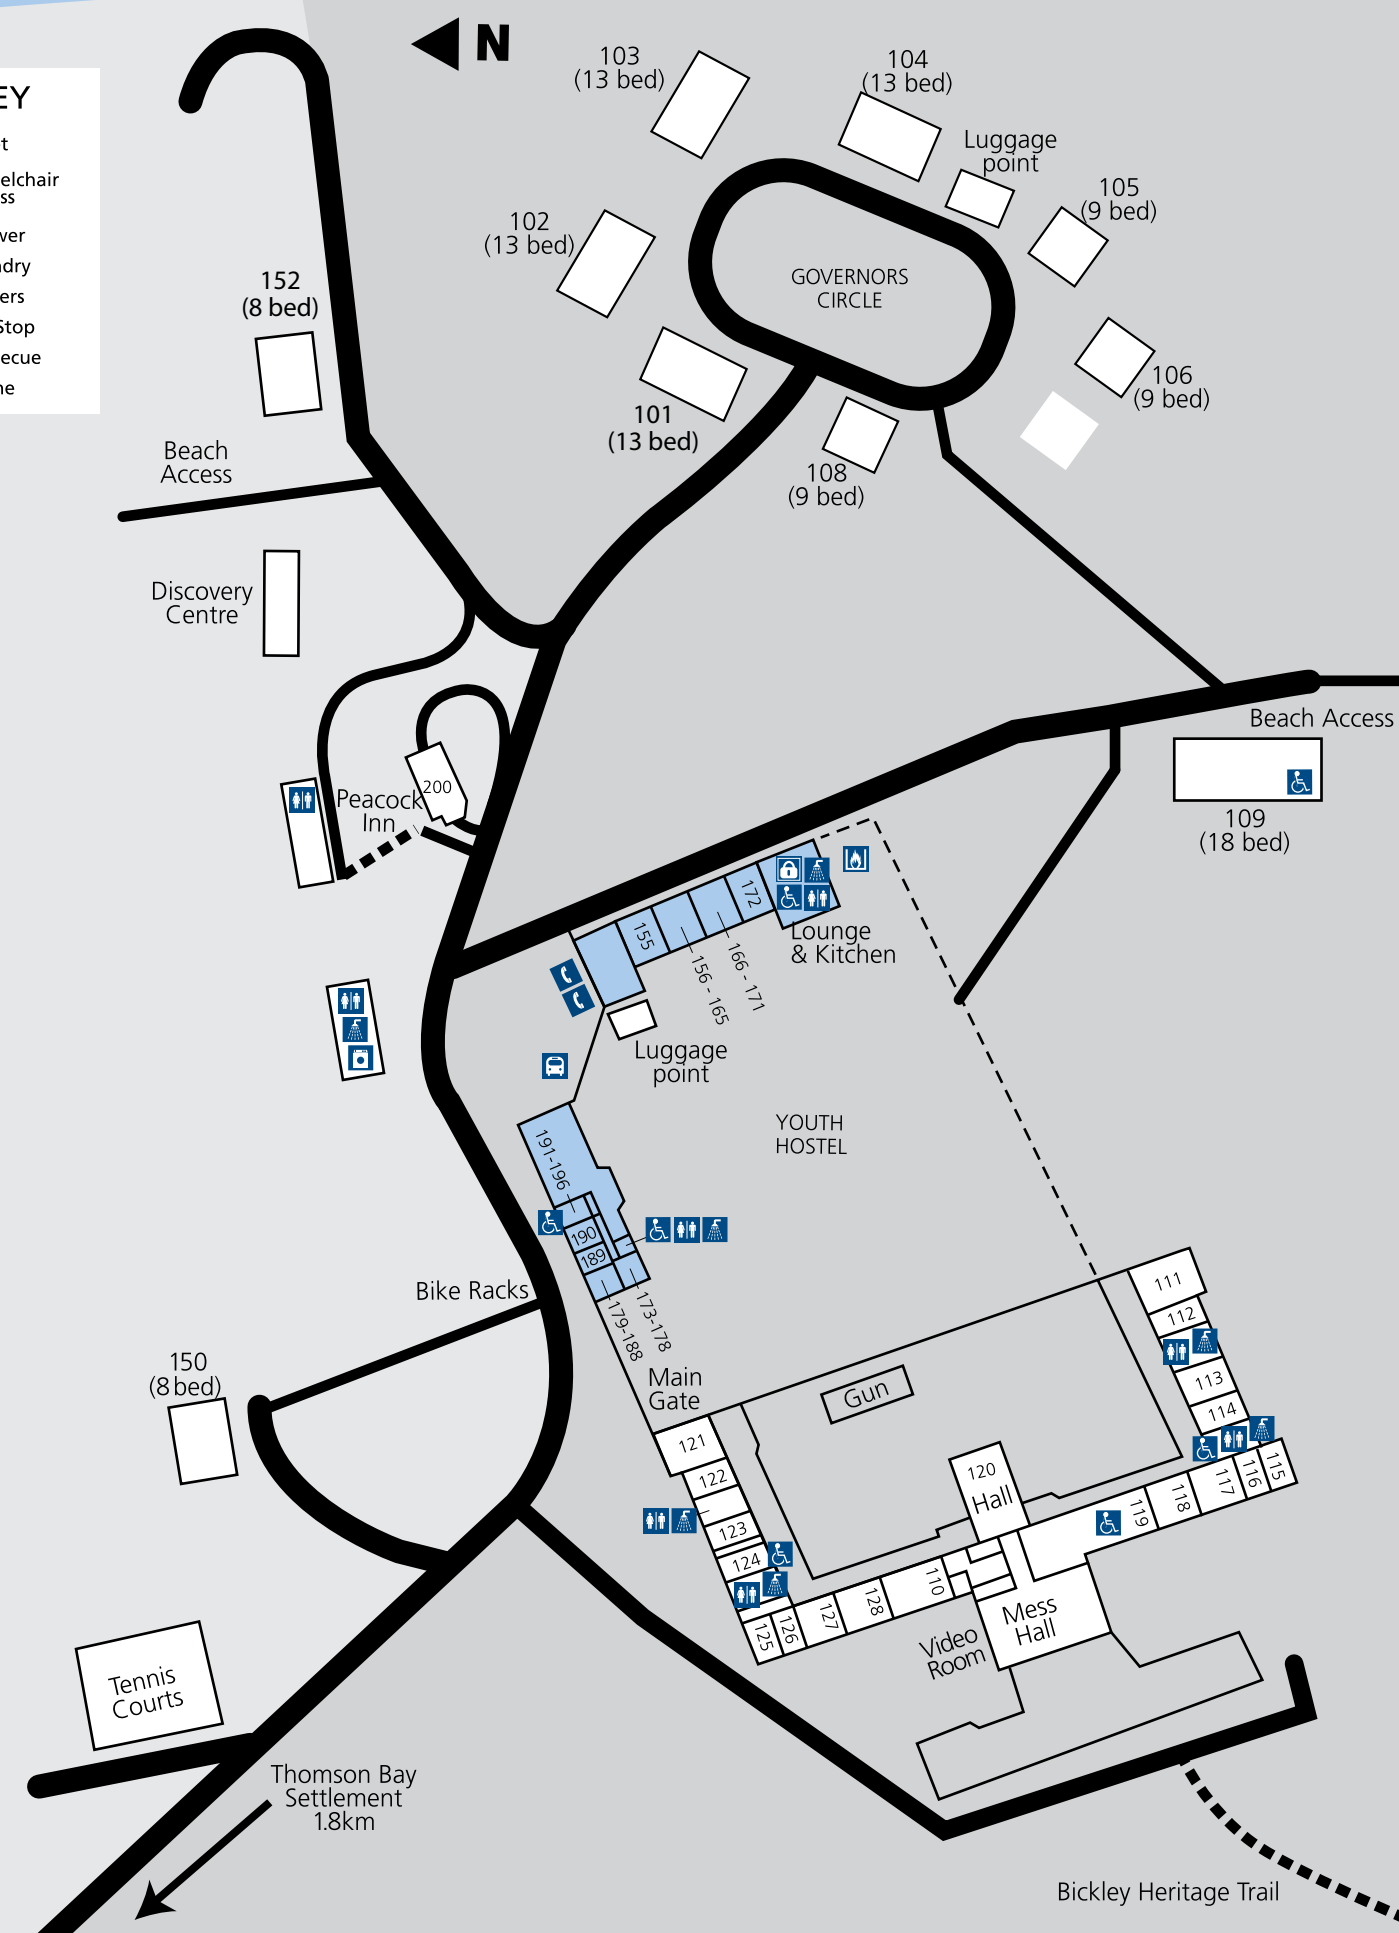 EY
t
elchair
ss
ver
dry
ers
Stop
ecue
ne
N
103
(13 bed)
104
(13 bed)
Luggage
point
105
(9 bed)
102
(13 bed)
GOVERNORS
CIRCLE
152
(8 bed)
106
(9 bed)
101
(13 bed)
108
(9 bed)
Beach
Access
Discovery
Centre
Beach Access
200
Peacock
Inn
109
(18 bed)
172
155
Lounge
& Kitchen
166 - 171
156 - 165
Luggage
point
YOUTH
HOSTEL
191-196
190
189
173-178
179-188
Bike Racks
Main
Gate
111
112
113
114
115
116
117
118
119
Gun
150
(8 bed)
121
122
123
124
125
126
127
128
110
120
Hall
Mess
Hall
Video
Room
Tennis
Courts
Thomson Bay
Settlement
1.8km
Bickley Heritage Trail